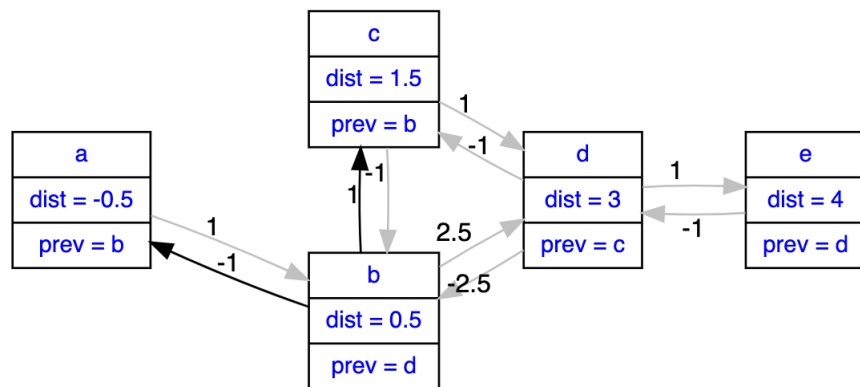 c
dist = 1.5
prev = b
a
dist = -0.5
prev = b
d
dist = 3
prev = c
e
dist = 4
prev = d
b
dist = 0.5
prev = d
1
-1
1
-1
1
-1
2.5
-2.5
1
-1